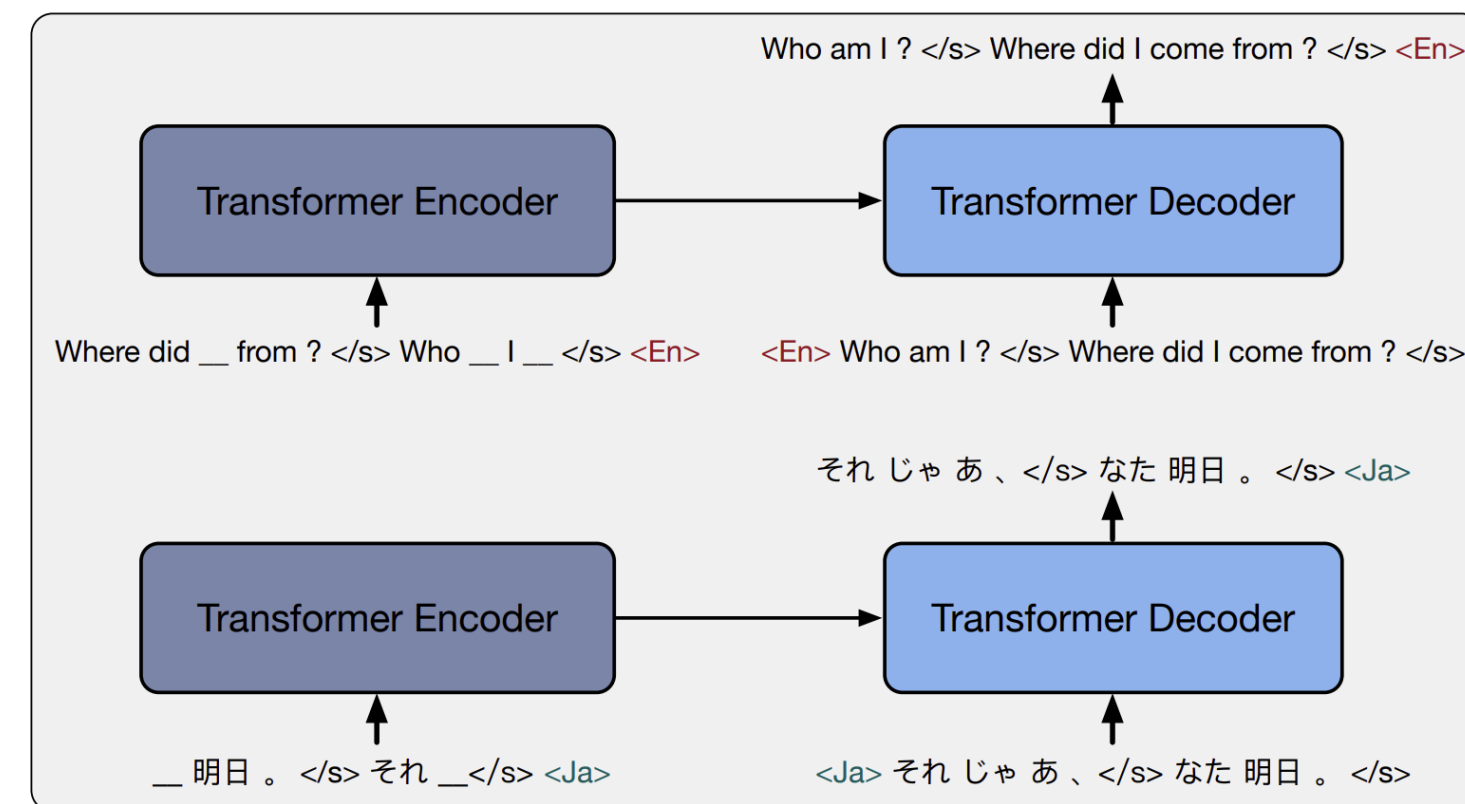 Who am I ? </s> Where did I come from ? </s> <En>
Transformer Encoder
Transformer Decoder
Where did __ from ? </s> Who __ I __ </s> <En>
<En> Who am I ? </s> Where did I come from ? </s>
それ じゃ あ 、</s> なた 明日 。 </s> <Ja>
Transformer Encoder
Transformer Decoder
__ 明日 。 </s> それ __</s> <Ja>
<Ja> それ じゃ あ 、</s> なた 明日 。 </s>